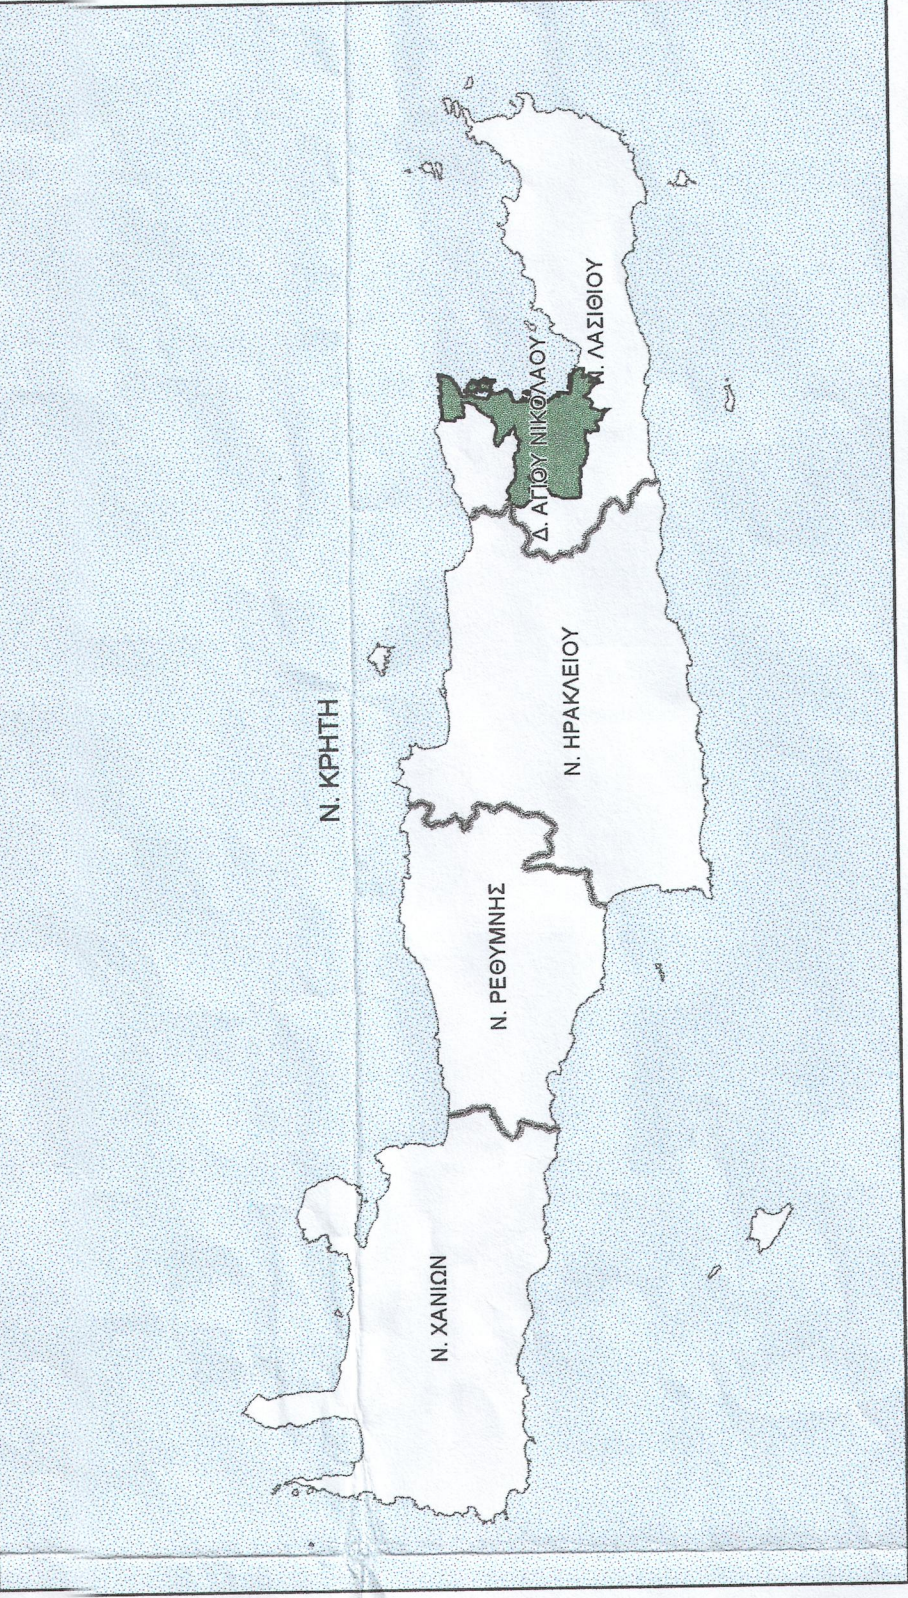 Ν. ΚΡΗΤΗ
Ν. ΧΑΝΙΩΝ
Ν. ΡΕΘΥΜΝΗΣ
Ν. ΗΡΑΚΛΕΙΟΥ
Δ. ΑΓΙΟΥ ΝΙΚΟΛΑΟΥ
Ν. ΛΑΣΙΘΙΟΥ